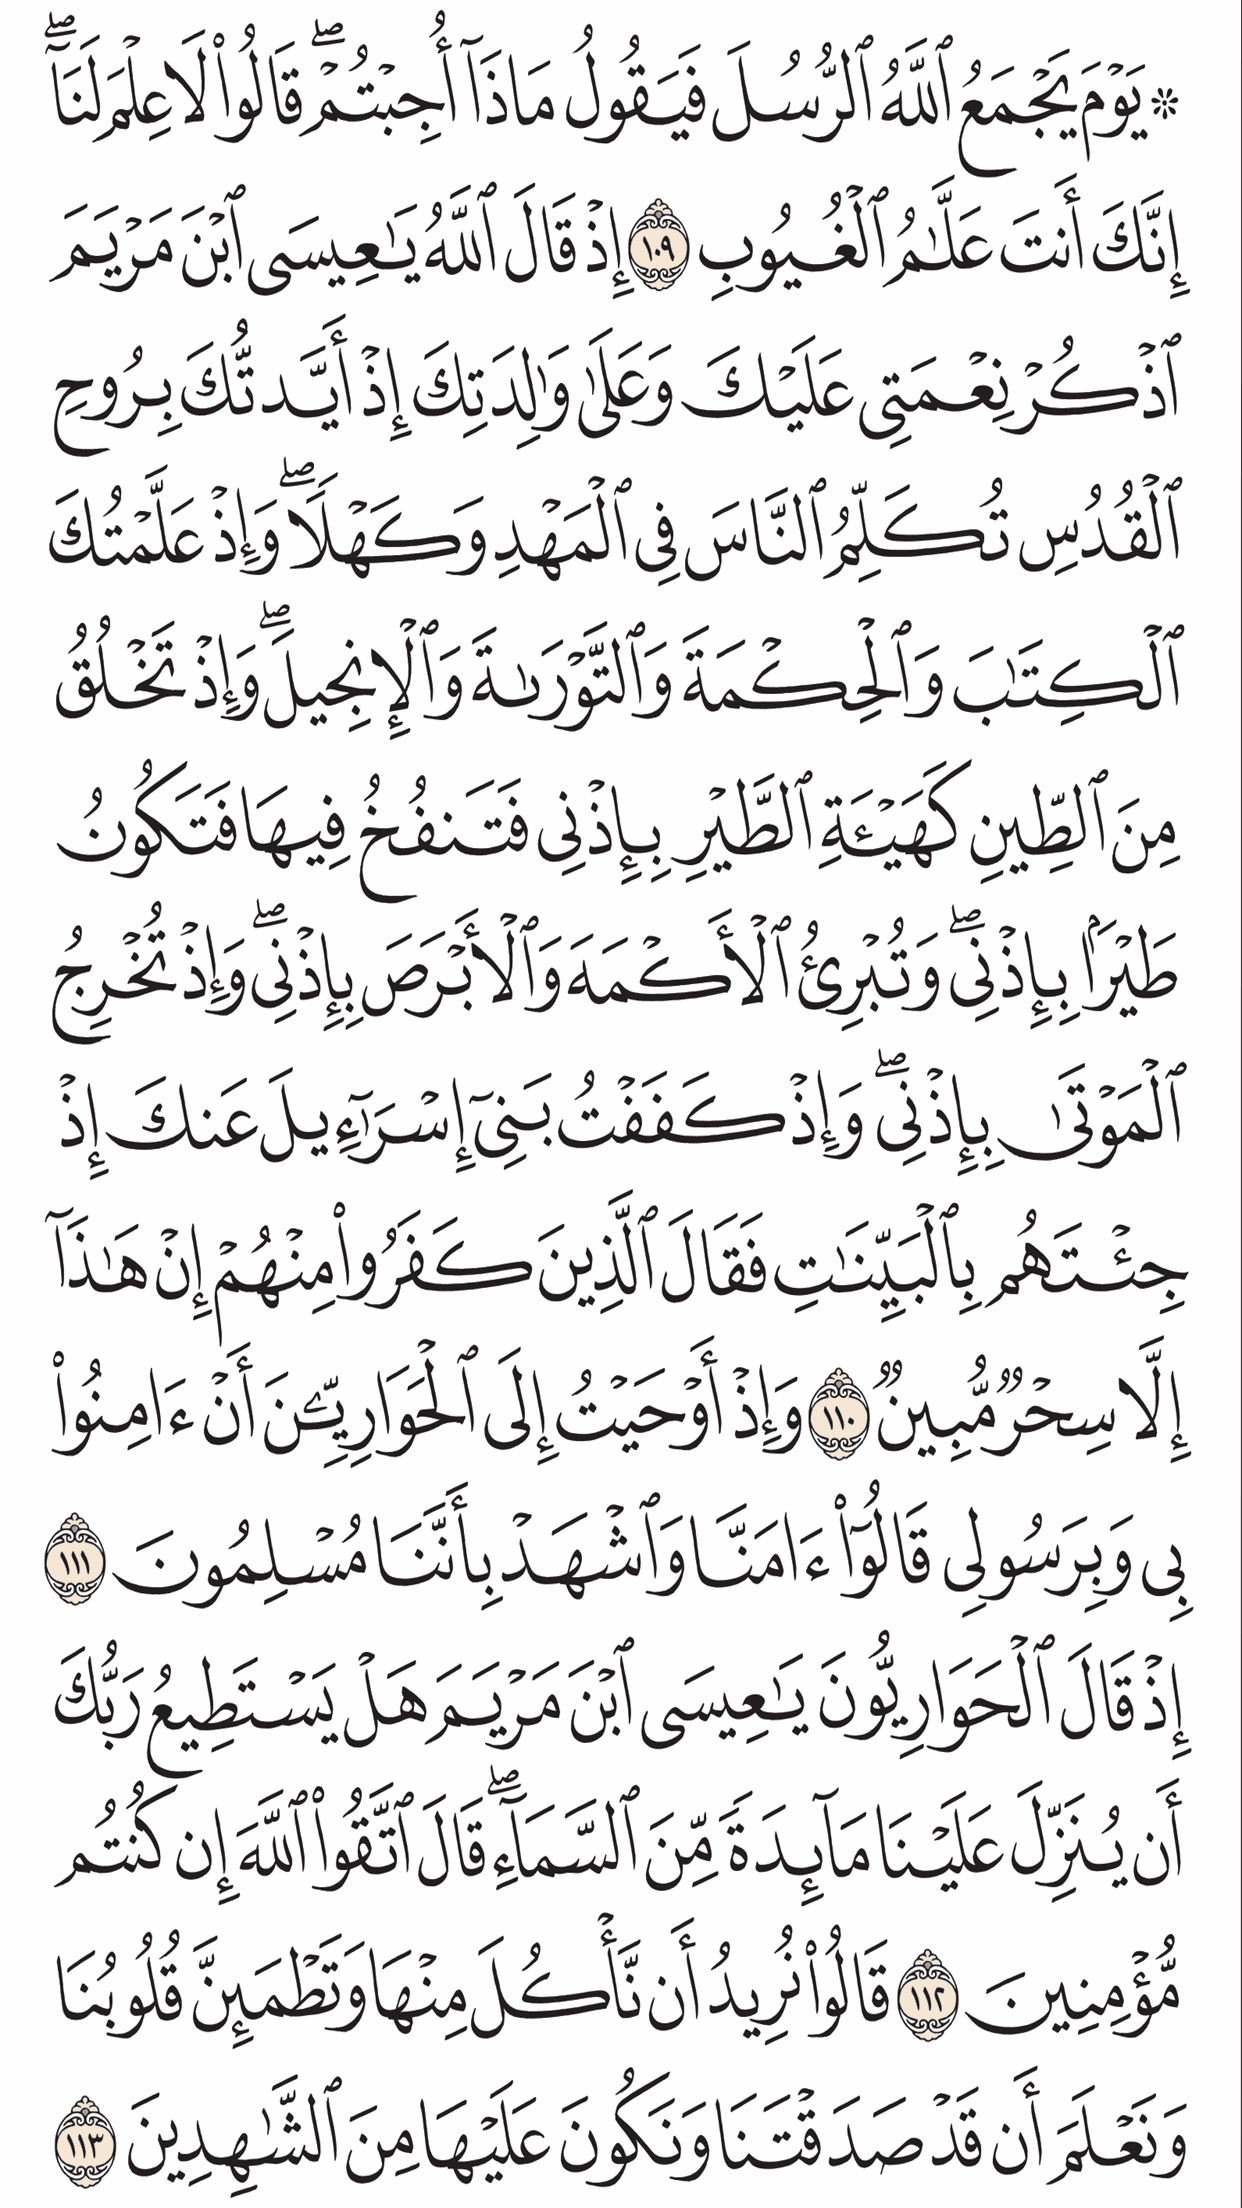 ۞ يَوْمَ يَجْمَعُ ٱللَّهُ ٱلرُّسُلَ فَيَقُولُ مَاذَآ أُجِبْتُمْۖ قَالُوا۟ لَا عِلْمَ لَنَآۖ
إِنَّكَ أَنتَ عَلَّٰمُ ٱلْغُيُوبِ ١٠٩ إِذْ قَالَ ٱللَّهُ يَٰعِيسَى ٱبْنَ مَرْيَمَ
ٱذْكُرْ نِعْمَتِى عَلَيْكَ وَعَلَىٰ وَٰلِدَتِكَ إِذْ أَيَّدتُّكَ بِرُوحِ
ٱلْقُدُسِ تُكَلِّمُ ٱلنَّاسَ فِى ٱلْمَهْدِ وَكَهْلًاۖ وَإِذْ عَلَّمْتُكَ
ٱلْكِتَٰبَ وَٱلْحِكْمَةَ وَٱلتَّوْرَىٰةَ وَٱلْإِنجِيلَۖ وَإِذْ تَخْلُقُ
مِنَ ٱلطِّينِ كَهَيْـَٔةِ ٱلطَّيْرِ بِإِذْنِى فَتَنفُخُ فِيهَا فَتَكُونُ
طَيْرًۢا بِإِذْنِىۖ وَتُبْرِئُ ٱلْأَكْمَهَ وَٱلْأَبْرَصَ بِإِذْنِىۖ وَإِذْ تُخْرِجُ
ٱلْمَوْتَىٰ بِإِذْنِىۖ وَإِذْ كَفَفْتُ بَنِىٓ إِسْرَٰٓءِيلَ عَنكَ إِذْ
جِئْتَهُم بِٱلْبَيِّنَٰتِ فَقَالَ ٱلَّذِينَ كَفَرُوا۟ مِنْهُمْ إِنْ هَٰذَآ
إِلَّا سِحْرٌ مُّبِينٌ ١١٠ وَإِذْ أَوْحَيْتُ إِلَى ٱلْحَوَارِيِّۦنَ أَنْ ءَامِنُوا۟
بِى وَبِرَسُولِى قَالُوٓا۟ ءَامَنَّا وَٱشْهَدْ بِأَنَّنَا مُسْلِمُونَ ١١١
إِذْ قَالَ ٱلْحَوَارِيُّونَ يَٰعِيسَى ٱبْنَ مَرْيَمَ هَلْ يَسْتَطِيعُ رَبُّكَ
أَن يُنَزِّلَ عَلَيْنَا مَآئِدَةً مِّنَ ٱلسَّمَآءِۖ قَالَ ٱتَّقُوا۟ ٱللَّهَ إِن كُنتُم
مُّؤْمِنِينَ ١١٢ قَالُوا۟ نُرِيدُ أَن نَّأْكُلَ مِنْهَا وَتَطْمَئِنَّ قُلُوبُنَا
وَنَعْلَمَ أَن قَدْ صَدَقْتَنَا وَنَكُونَ عَلَيْهَا مِنَ ٱلشَّٰهِدِينَ ١١٣